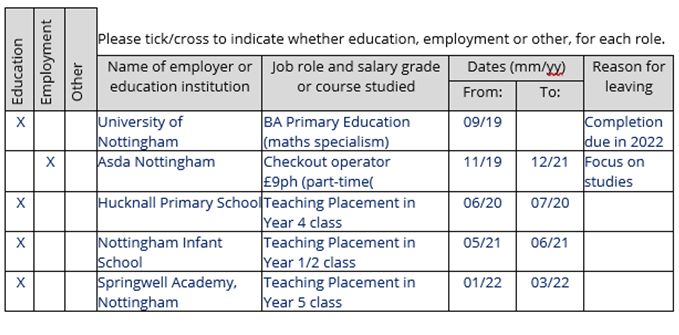 Please tick/cross to indicate whether education, employment or other, for each role.
Education
Employment
Other
Name of employer or education institution
Job role and salary grade or course studied
Dates (mm/yy)
From:
To:
Reason for leaving
X
University of Nottingham
BA Primary Education (maths specialism)
09/19
Completion due in 2022
X
Asda Nottingham
Checkout operator £9ph (part-time(
11/19
12/21
Focus on studies
X
Hucknall Primary School
Teaching Placement in Year 4 class
06/20
07/20
X
Nottingham Infant School
Teaching Placement in Year 1/2 class
05/21
06/21
X
Springwell Academy, Nottingham
Teaching Placement in Year 5 class
01/22
03/22